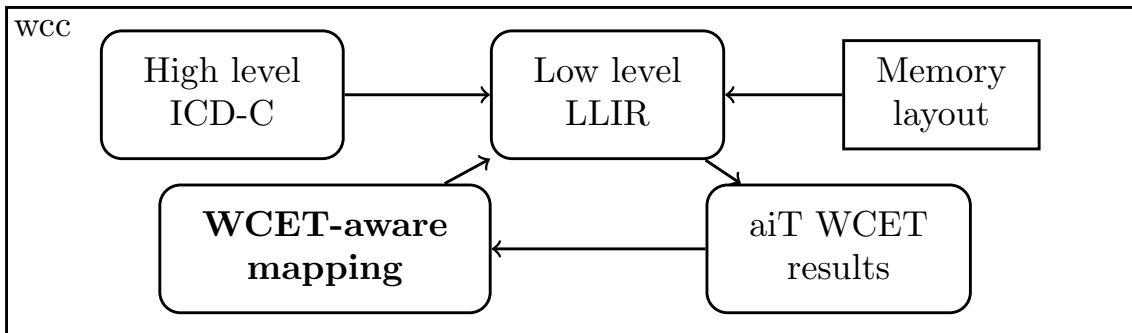 wcc
High level
ICD-C
Low level
LLIR
Memory
layout
WCET-aware
mapping
aiT WCET
results